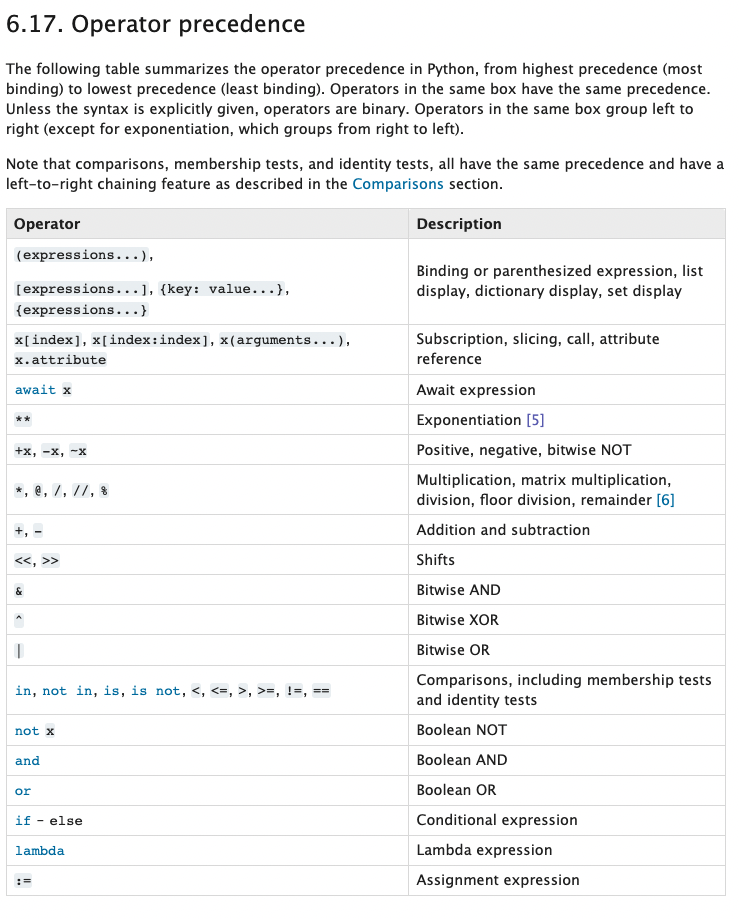 6.17. Operator precedence
The following table summarizes the operator precedence in Python, from highest precedence (most
binding) to lowest precedence (least binding). Operators in the same box have the same precedence.
Unless the syntax is explicitly given, operators are binary. Operators in the same box group left to
right (except for exponentiation, which groups from right to left).
Note that comparisons, membership tests, and identity tests, all have the same precedence and have a
left-to-right chaining feature as described in the Comparisons section.
Operator
Description
(expressions...),
[expressions...], {key: value...},
{expressions...}
Binding or parenthesized expression, list
display, dictionary display, set display
x[index], x[index:index], x(arguments...),
x.attribute
Subscription, slicing, call, attribute
reference
await x
Await expression
**
Exponentiation [5]
+x, -x, ~x
Positive, negative, bitwise NOT
*, @, /, //, %
Multiplication, matrix multiplication,
division, floor division, remainder [6]
+, -
Addition and subtraction
<<, >>
Shifts
&
Bitwise AND
^
Bitwise XOR
|
Bitwise OR
in, not in, is, is not, <, <=, >, >=, !=, ==
Comparisons, including membership tests
and identity tests
not x
Boolean NOT
and
Boolean AND
or
Boolean OR
if - else
Conditional expression
lambda
Lambda expression
:=
Assignment expression